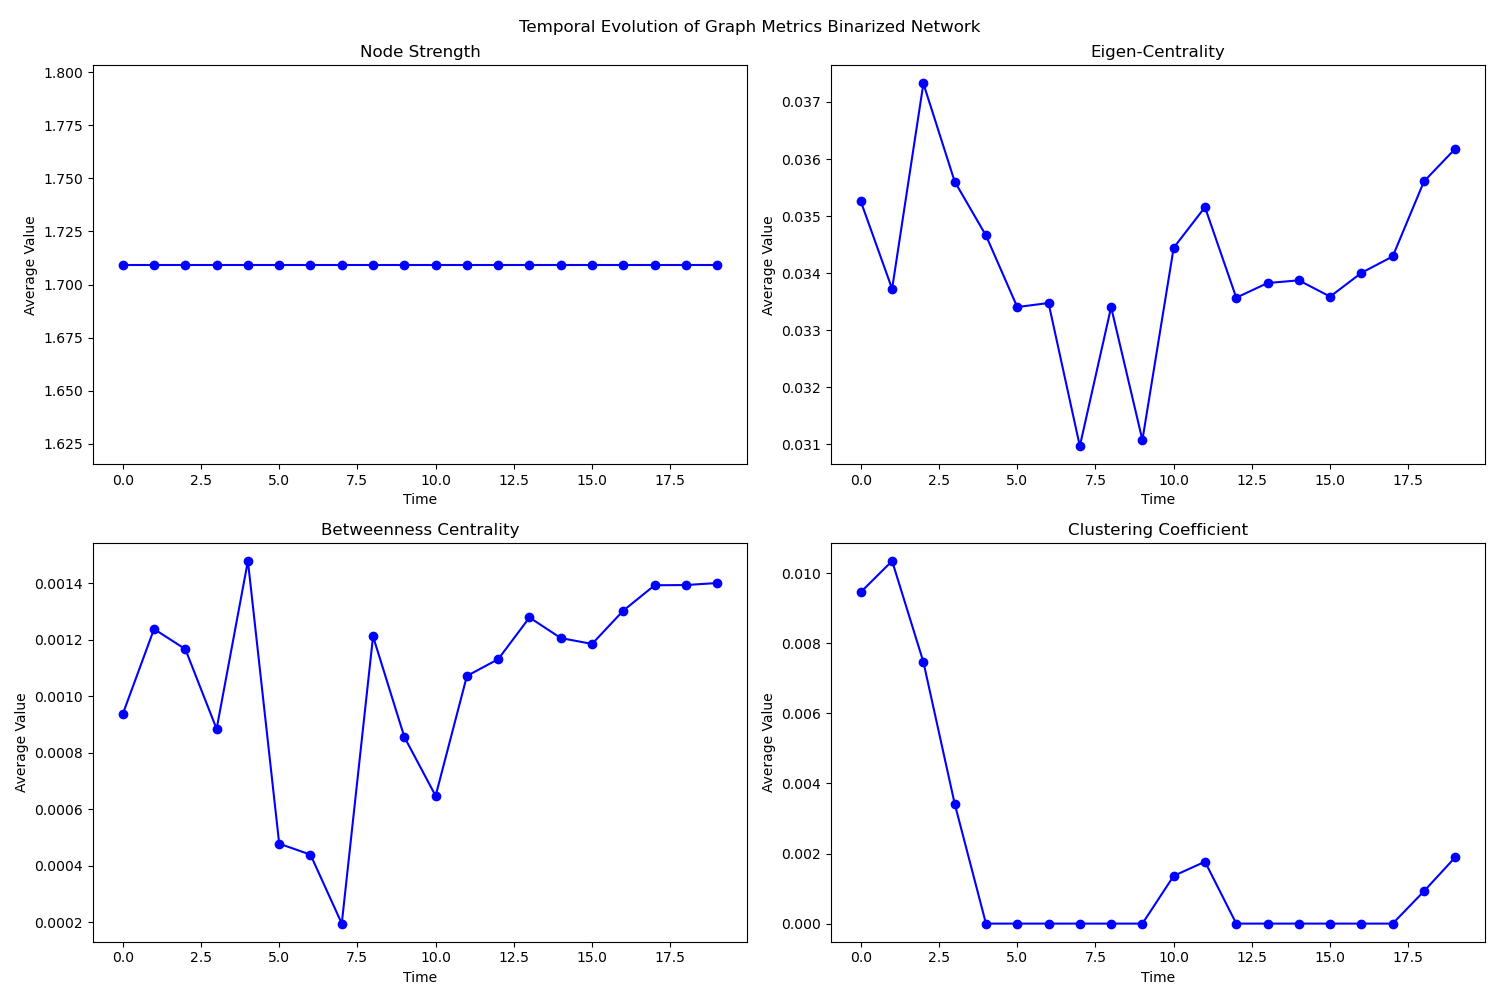 Temporal Evolution of Graph Metrics Binarized Network
Node Strength
1.800
1.775
1.750
1.725
1.700
1.675
1.650
1.625
Average Value
0.0 2.5 5.0 7.5 10.0 12.5 15.0 17.5
Time
Eigen-Centrality
0.037
0.036
0.035
0.034
0.033
0.032
0.031
Average Value
0.0 2.5 5.0 7.5 10.0 12.5 15.0 17.5
Time
Betweenness Centrality
0.0014
0.0012
0.0010
0.0008
0.0006
0.0004
0.0002
Average Value
0.0 2.5 5.0 7.5 10.0 12.5 15.0 17.5
Time
Clustering Coefficient
0.010
0.008
0.006
0.004
0.002
0.000
Average Value
0.0 2.5 5.0 7.5 10.0 12.5 15.0 17.5
Time